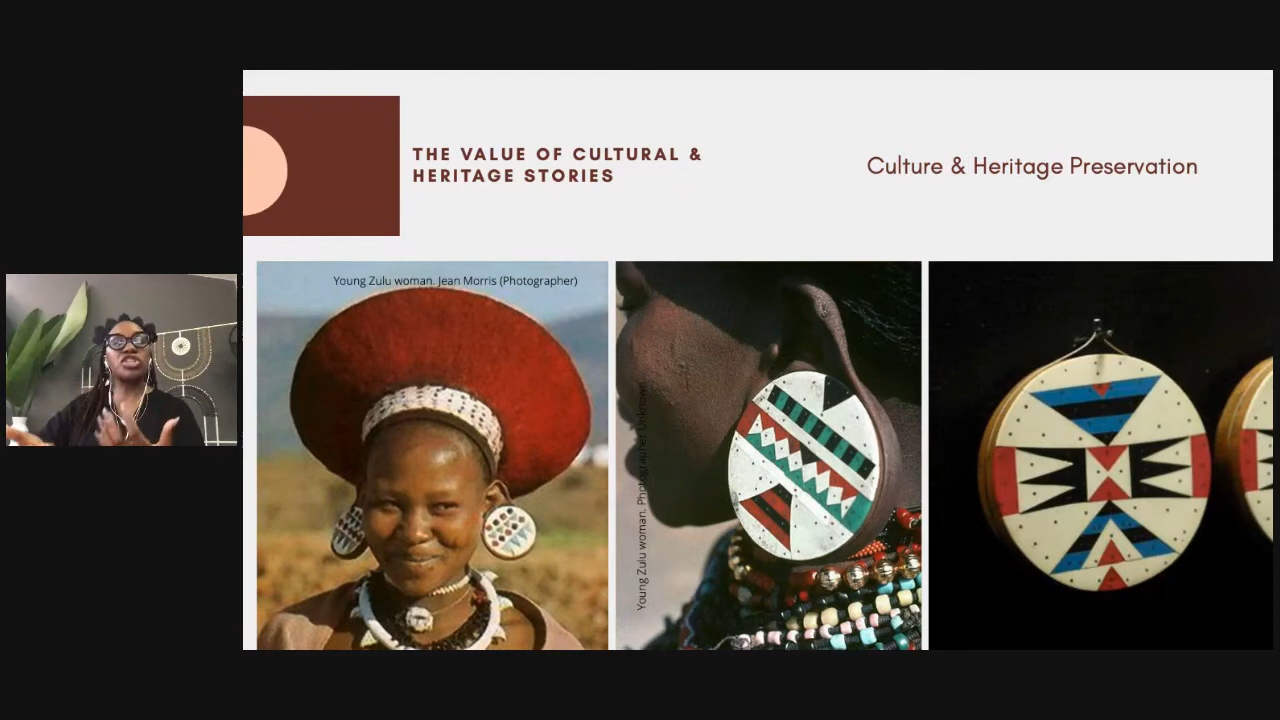 THE VALUE OF CULTURAL &
HERITAGE STORIES
Culture & Heritage Preservation
Young Zulu woman. Jean Morris (Photographer)
Young Zulu woman. Photographer Unknown